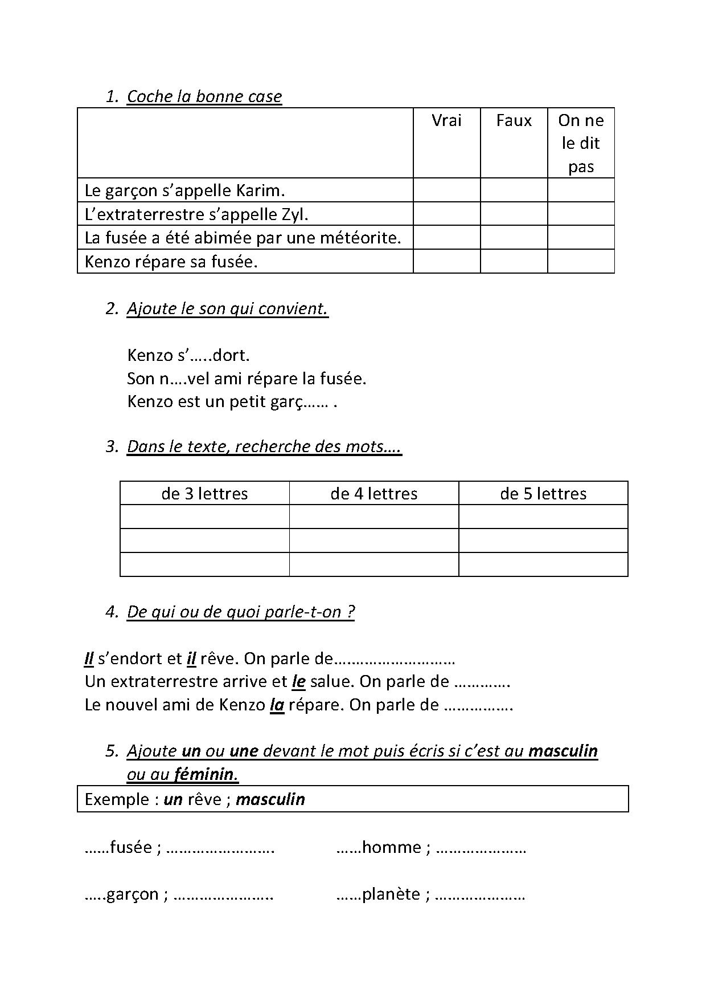 1. Coche la bonne case
Vrai Faux On ne
le dit
pas
Le garçon s’appelle Karim.
L’extraterrestre s’appelle Zyl.
La fusée a été abimée par une météorite.
Kenzo répare sa fusée.
2. Ajoute le son qui convient.
Kenzo s’…..dort.
Son n….vel ami répare la fusée.
Kenzo est un petit garç…… .
3. Dans le texte, recherche des mots….
de 3 lettres de 4 lettres de 5 lettres
4. De qui ou de quoi parle-t-on ?
Il s’endort et il rêve. On parle de………………………
Un extraterrestre arrive et le salue. On parle de ………….
Le nouvel ami de Kenzo la répare. On parle de …………….
5. Ajoute un ou une devant le mot puis écris si c’est au masculin
ou au féminin.
Exemple : un rêve ; masculin
……fusée ; ……………………. ……homme ; …………………
…..garçon ; ………………….. ……planète ; …………………